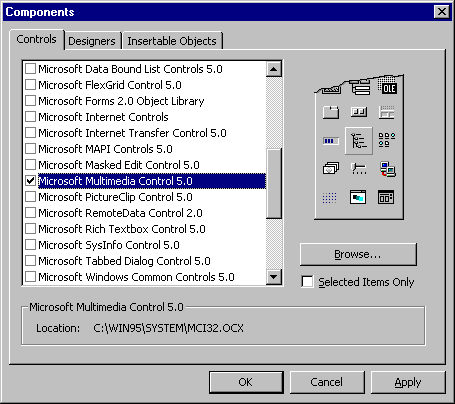 Components
Controls Designers Insertable Objects
Microsoft Data Bound List Controls 5.0
Microsoft FlexGrid Control 5.0
Microsoft Forms 2.0 Object Library
Microsoft Internet Controls
Microsoft Internet Transfer Control 5.0
Microsoft MAPI Controls 5.0
Microsoft Masked Edit Control 5.0
Microsoft Multimedia Control 5.0
Microsoft PictureClip Control 5.0
Microsoft RemoteData Control 2.0
Microsoft Rich Textbox Control 5.0
Microsoft SysInfo Control 5.0
Microsoft Tabbed Dialog Control 5.0
Microsoft Windows Common Controls 5.0
OLE
Browse...
Selected Items Only
Microsoft Multimedia Control 5.0
Location: C:\WIN95\SYSTEM\MCI32.OCX
OK Cancel Apply